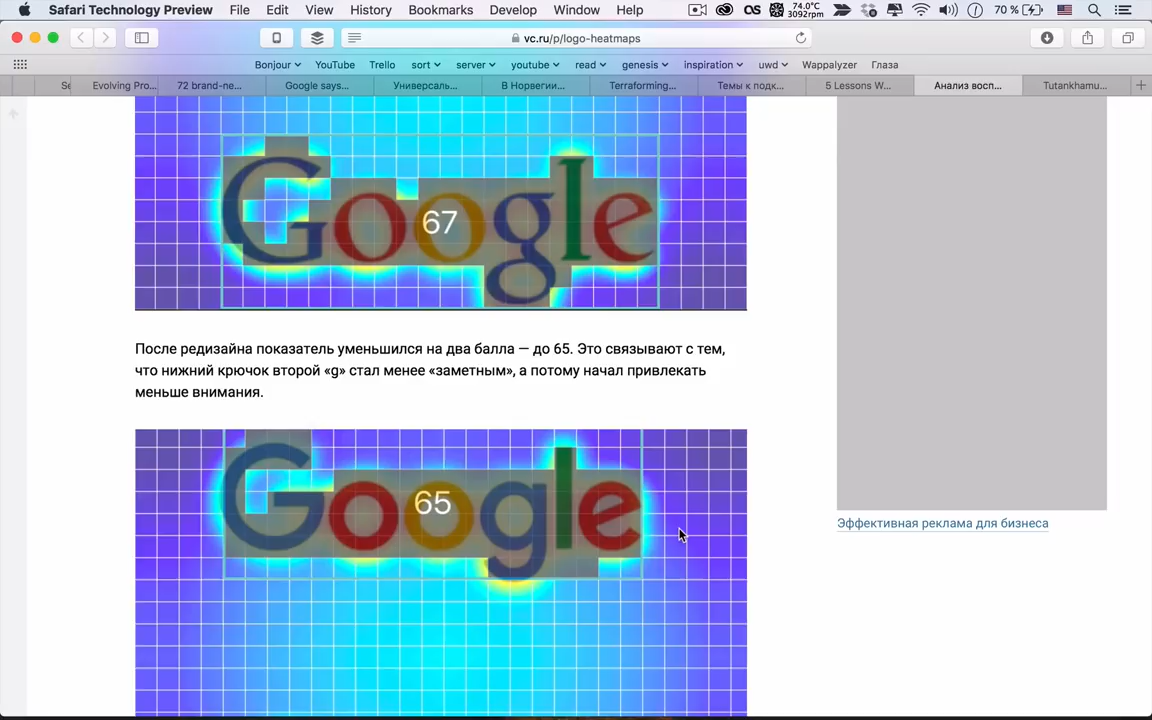 Safari Technology Preview File Edit View History Bookmarks Develop Window Help 74.0°C 3092rpm 70 %
vc.ru/p/logo-heatmaps
Bonjour YouTube Trello sort server youtube read genesis inspiration uwd Wappalyzer Глаза
Se Evolving Pro... 72 brand-ne... Google says... Универсаль... В Норвегии... Terraforming... Темы к подк... 5 Lessons W... Анализ восп... Tutankhamu...
Google
67
После редизайна показатель уменьшился на два балла — до 65. Это связывают с тем,
что нижний крючок второй «g» стал менее «заметным», а потому начал привлекать
меньше внимания.
Google
65
Эффективная реклама для бизнеса